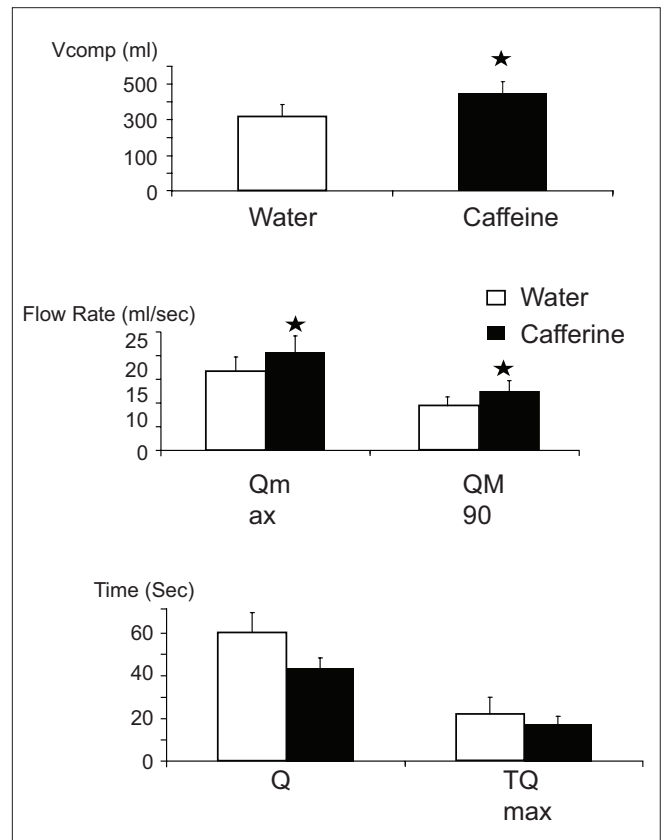 Vcomp (ml)
500
300
100
0
Water Caffeine
Flow Rate (ml/sec)
Water
Cafferine
25
20
15
10
0
Qm QM
ax 90
Time (Sec)
60
40
20
0
Q TQ
max